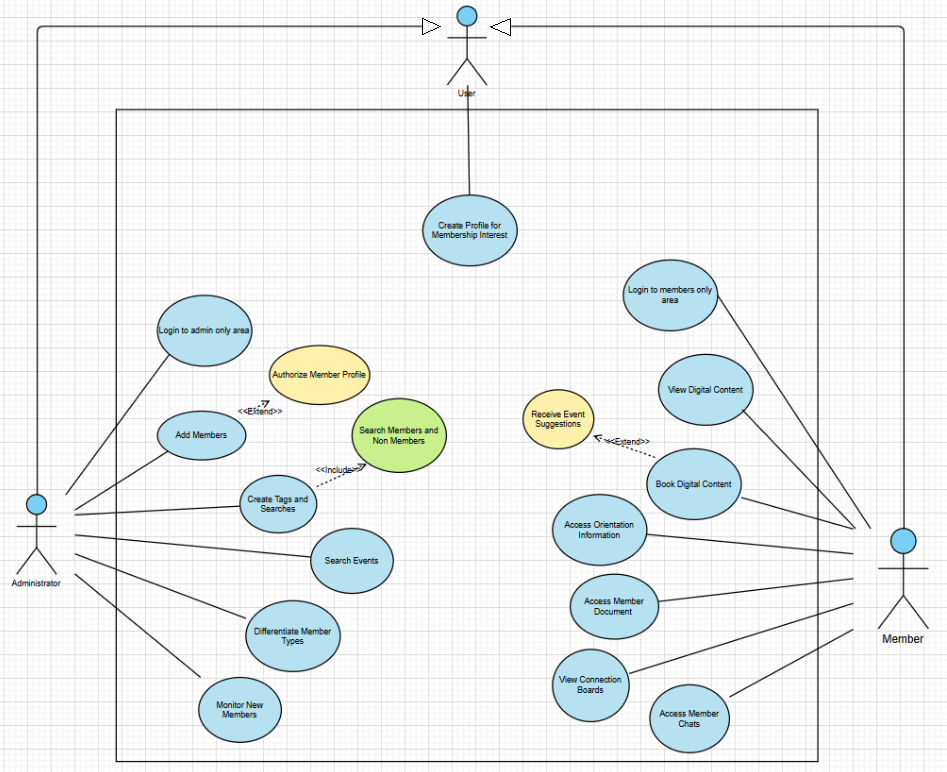 User
Create Profile for
Membership Interest
Login to members only
area
Login to admin only area
Authorize Member Profile
View Digital Content
<<Extend>>
Receive Event
Suggestions
Add Members
Search Members and
Non Members
<<Extend>>
<<Include>>
Book Digital Content
Create Tags and
Searches
Access Orientation
Information
Search Events
Administrator
Access Member
Document
Differentiate Member
Types
Member
View Connection
Boards
Monitor New
Members
Access Member
Chats